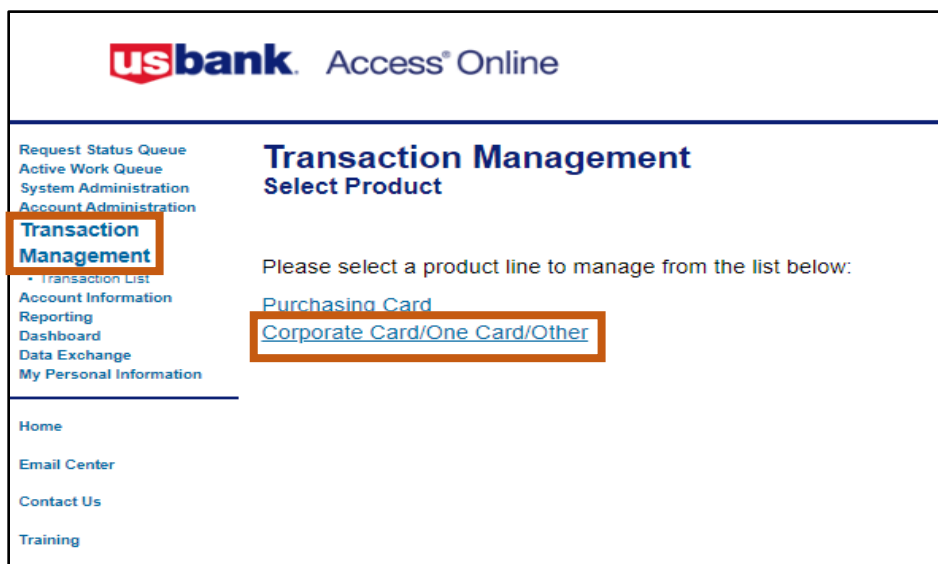 usbank. Access® Online
Request Status Queue
Active Work Queue
System Administration
Account Administration
Transaction
Management
• Transaction List
Account Information
Reporting
Dashboard
Data Exchange
My Personal Information
Home
Email Center
Contact Us
Training
Transaction Management
Select Product
Please select a product line to manage from the list below:
Purchasing Card
Corporate Card/One Card/Other